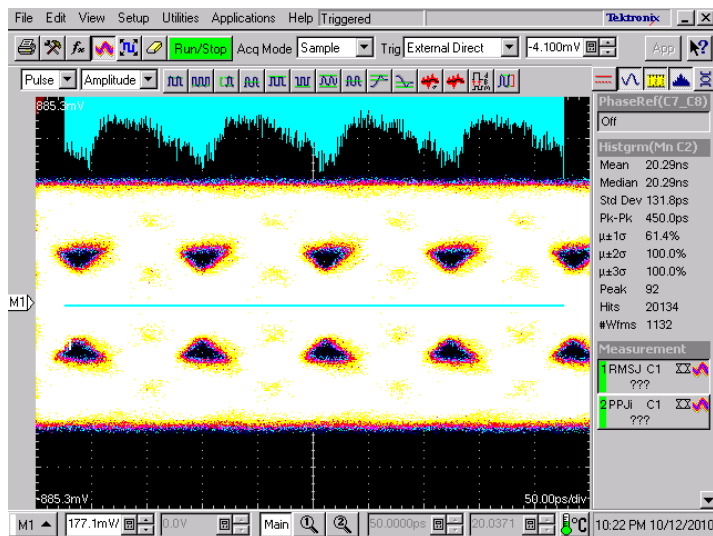 File Edit View Setup Utilities Applications Help Triggered Tektronix
Run/Stop Acq Mode Sample Trig External Direct -4.100mV App
Pulse Amplitude
885.3mV
PhaseRef(C7_C8)
Off
Histgrm(Mn C2)
Mean 20.29ns
Median 20.29ns
Std Dev 131.8ps
Pk-Pk 450.0ps
µ±1σ 61.4%
µ±2σ 100.0%
µ±3σ 100.0%
Peak 92
Hits 20134
#Wfms 1132
M1
Measurement
1 RMSJ C1
???
2 PPJi C1
???
-885.3mV 50.00ps/div
M1 177.1mV/ 0.0V Main 1 2 50.0000ps 20.0371 °C 10:22 PM 10/12/2010